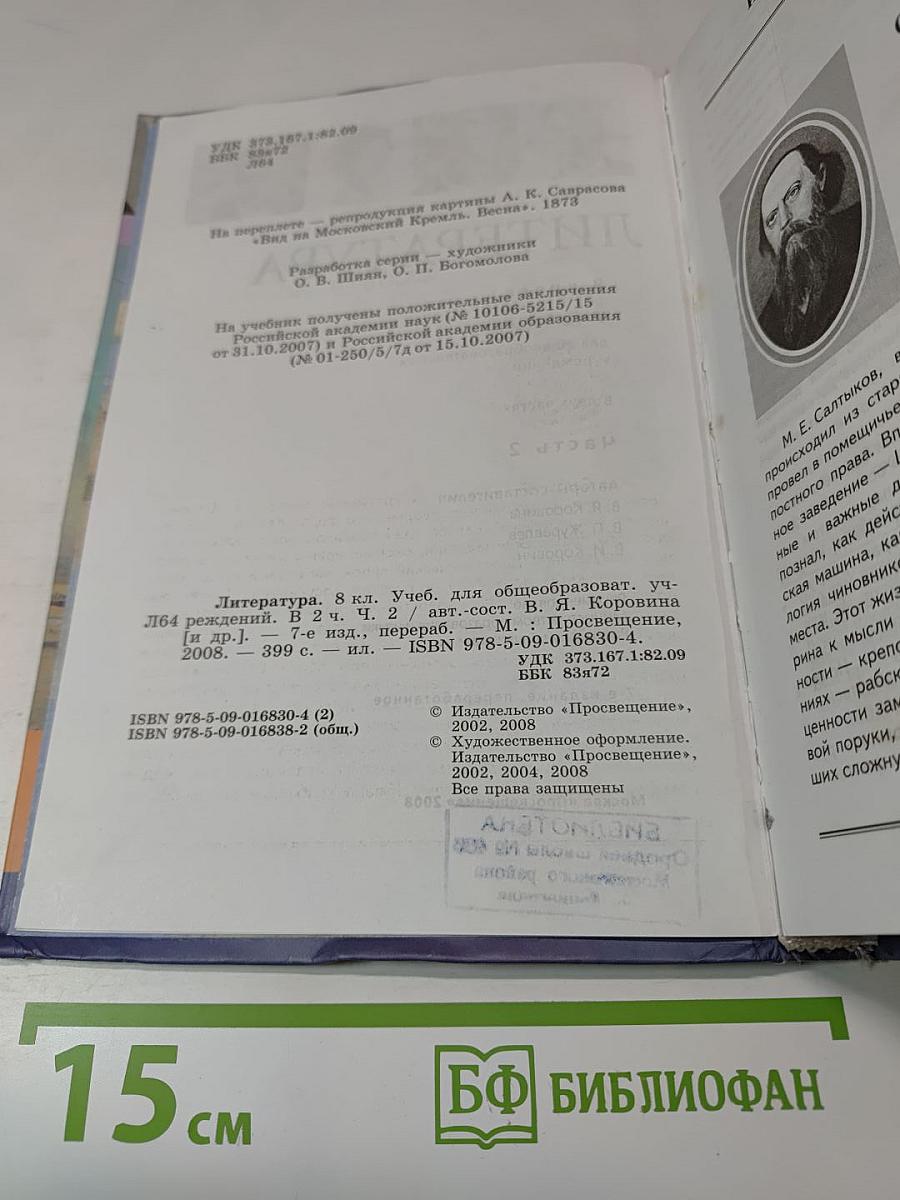 УДК 373.167.1:82.09
ББК 83я72
Л64
На переплете — репродукция картины А. К. Саврасова
«Вид на Московский Кремль. Весна». 1873
Разработка серии — художники
О. В. Шиян, О. П. Богомолова
На учебник получены положительные заключения
Российской академии наук (№ 10106-5215/15
от 31.10.2007) и Российской академии образования
(№ 01-250/5/7д от 15.10.2007)
Литература. 8 кл. Учеб. для общеобразоват. уч-
Л64 реждений. В 2 ч. Ч. 2 / авт.-сост. В. Я. Коровина
[и др.]. — 7-е изд., перераб. — М. : Просвещение,
2008. — 399 с. — ил. — ISBN 978-5-09-016830-4.
УДК 373.167.1:82.09
ББК 83я72
ISBN 978-5-09-016830-4 (2)
ISBN 978-5-09-016838-2 (общ.)
© Издательство «Просвещение»,
2002, 2008
© Художественное оформление.
Издательство «Просвещение»,
2002, 2004, 2008
Все права защищены
БИБЛИОТЕКА
М. Е. Салтыков,
происходил из стар
провел в помещичье
постного права. Вп
ное заведение —
ные и важные д
познал, как дейс
ская машина, ка
логия чиновник
места. Этот жиз
рина к мысли
ности — крепо
ниях — рабск
ценности зам
вой поруки,
ших сложну
15 см
БФ БИБЛИОФАН